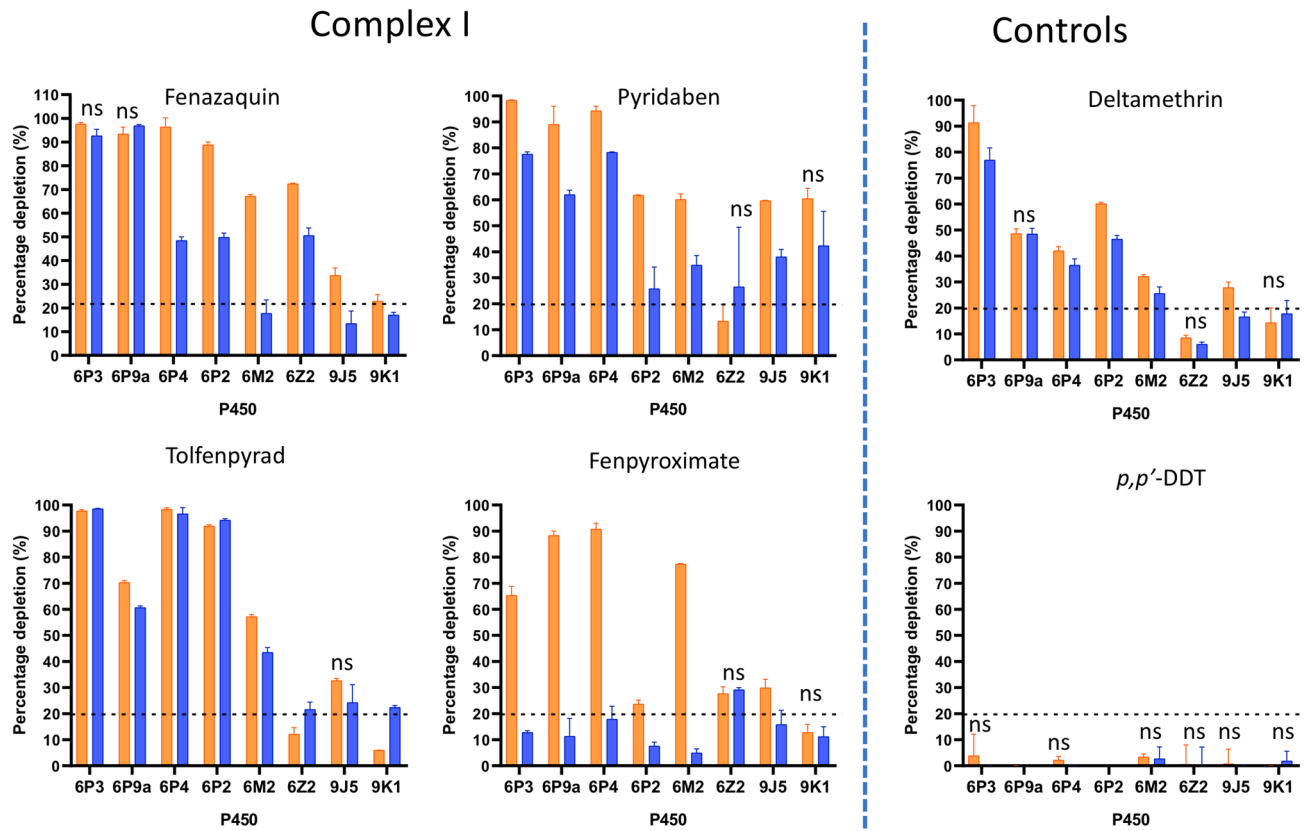 Complex I
Controls
Fenazaquin
Percentage depletion (%)
110
100
90
80
70
60
50
40
30
20
10
0
ns
ns
6P3 6P9a 6P4 6P2 6M2 6Z2 9J5 9K1
P450
Pyridaben
Percentage depletion (%)
100
90
80
70
60
50
40
30
20
10
0
ns
ns
6P3 6P9a 6P4 6P2 6M2 6Z2 9J5 9K1
P450
Deltamethrin
Percentage depletion (%)
100
90
80
70
60
50
40
30
20
10
0
ns
ns
ns
6P3 6P9a 6P4 6P2 6M2 6Z2 9J5 9K1
P450
Tolfenpyrad
Percentage depletion (%)
100
90
80
70
60
50
40
30
20
10
0
ns
6P3 6P9a 6P4 6P2 6M2 6Z2 9J5 9K1
P450
Fenpyroximate
Percentage depletion (%)
100
90
80
70
60
50
40
30
20
10
0
ns
ns
6P3 6P9a 6P4 6P2 6M2 6Z2 9J5 9K1
P450
p,p’-DDT
Percentage depletion (%)
100
90
80
70
60
50
40
30
20
10
0
ns ns ns ns ns
6P3 6P9a 6P4 6P2 6M2 6Z2 9J5 9K1
P450